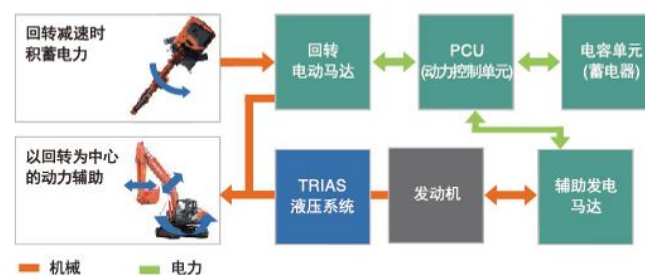 回转减速时
积蓄电力
回转
电动马达
PCU
(动力控制单元)
电容单元
(蓄电器)
以回转为中心
的动力辅助
TRIAS
液压系统
发动机
辅助发电
马达
机械
电力